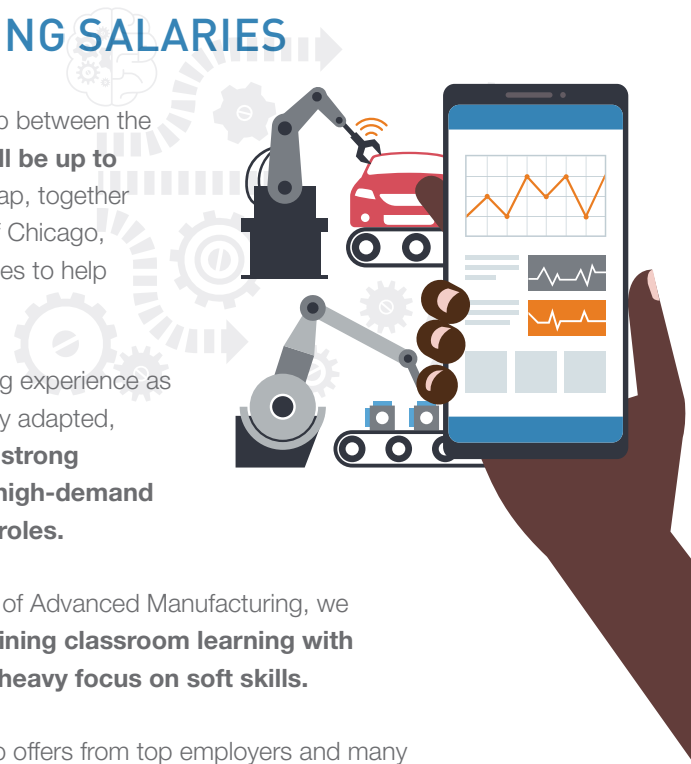 NG SALARIES
between the
be up to
ap, together
Chicago,
es to help
g experience as
y adapted,
strong
high-demand
roles.
of Advanced Manufacturing, we
ining classroom learning with
heavy focus on soft skills.
offers from top employers and many